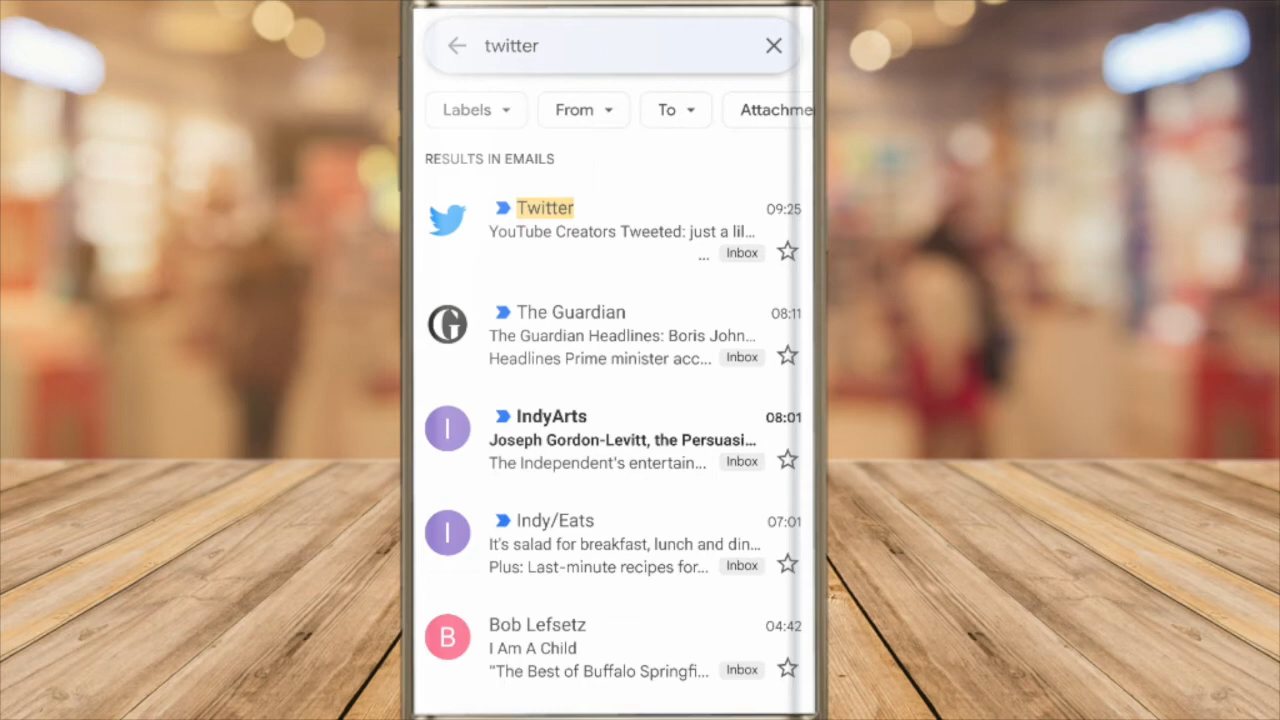 twitter
Labels From To Attachme
RESULTS IN EMAILS
Twitter 09:25
YouTube Creators Tweeted: just a lil...
... Inbox
The Guardian 08:11
The Guardian Headlines: Boris John...
Headlines Prime minister acc... Inbox
I IndyArts 08:01
Joseph Gordon-Levitt, the Persuasi...
The Independent's entertain... Inbox
I Indy/Eats 07:01
It's salad for breakfast, lunch and din...
Plus: Last-minute recipes for... Inbox
B Bob Lefsetz 04:42
I Am A Child
"The Best of Buffalo Springfi... Inbox